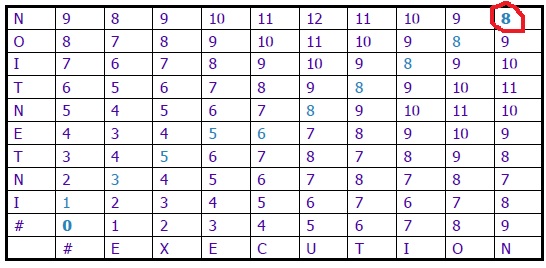 N 9 8 9 10 11 12 11 10 9 8
O 8 7 8 9 10 11 10 9 8 9
I 7 6 7 8 9 10 9 8 9 10
T 6 5 6 7 8 9 8 9 10 11
N 5 4 5 6 7 8 9 10 11 10
E 4 3 4 5 6 7 8 9 10 9
T 3 4 5 6 7 8 7 8 9 8
N 2 3 4 5 6 7 8 7 8 7
I 1 2 3 4 5 6 7 6 7 8
# 0 1 2 3 4 5 6 7 8 9
# E X E C U T I O N